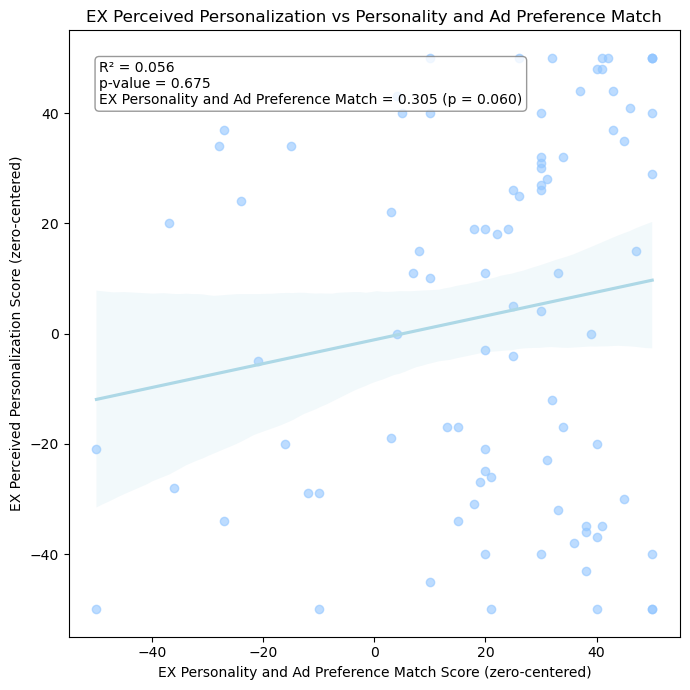 EX Perceived Personalization vs Personality and Ad Preference Match
R² = 0.056
p-value = 0.675
EX Personality and Ad Preference Match = 0.305 (p = 0.060)
EX Perceived Personalization Score (zero-centered)
40
20
0
−20
−40
−40
−20
0
20
40
EX Personality and Ad Preference Match Score (zero-centered)